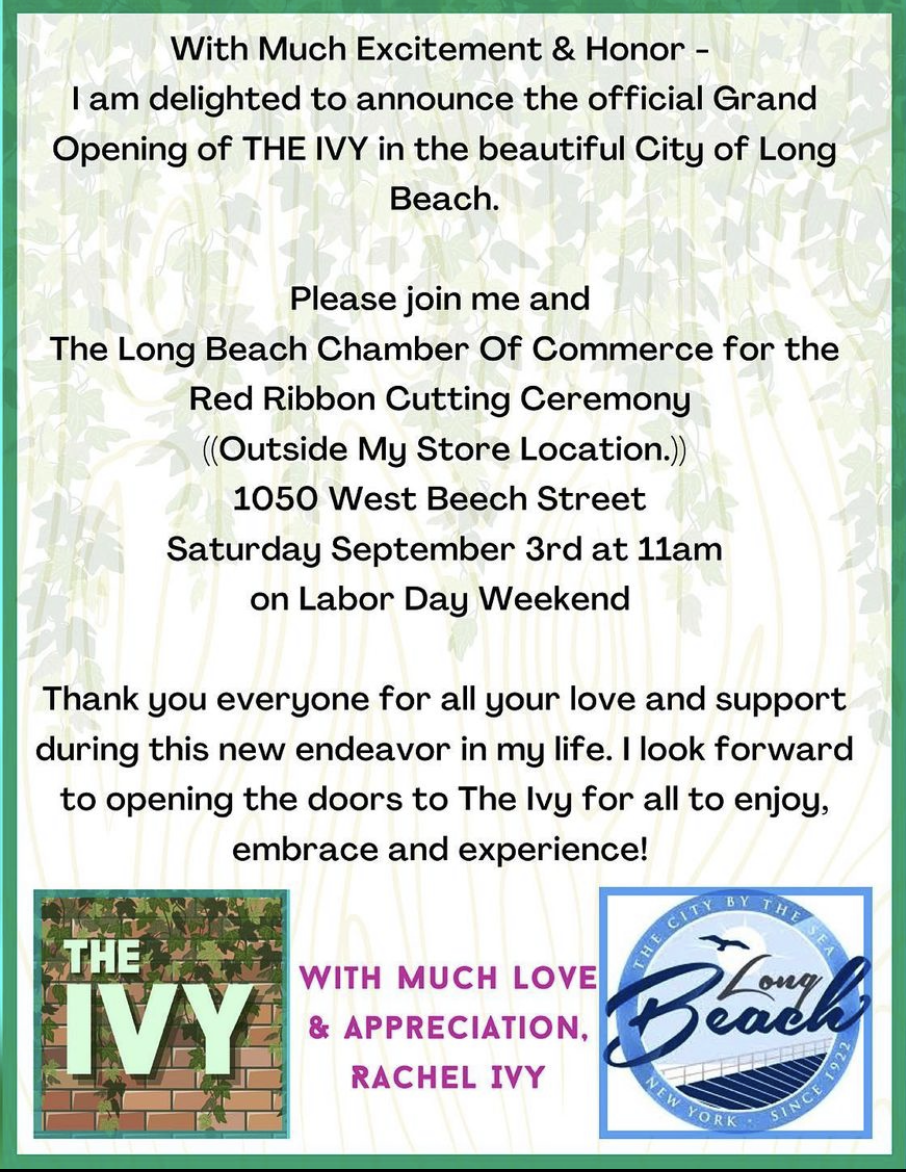 With Much Excitement & Honor -
I am delighted to announce the official Grand
Opening of THE IVY in the beautiful City of Long
Beach.
Please join me and
The Long Beach Chamber Of Commerce for the
Red Ribbon Cutting Ceremony
((Outside My Store Location.))
1050 West Beech Street
Saturday September 3rd at 11am
on Labor Day Weekend
Thank you everyone for all your love and support
during this new endeavor in my life. I look forward
to opening the doors to The Ivy for all to enjoy,
embrace and experience!
THE
IVY
WITH MUCH LOVE
& APPRECIATION,
RACHEL IVY
THE CITY BY THE SEA
Long
Beach
NEW YORK · SINCE 1922